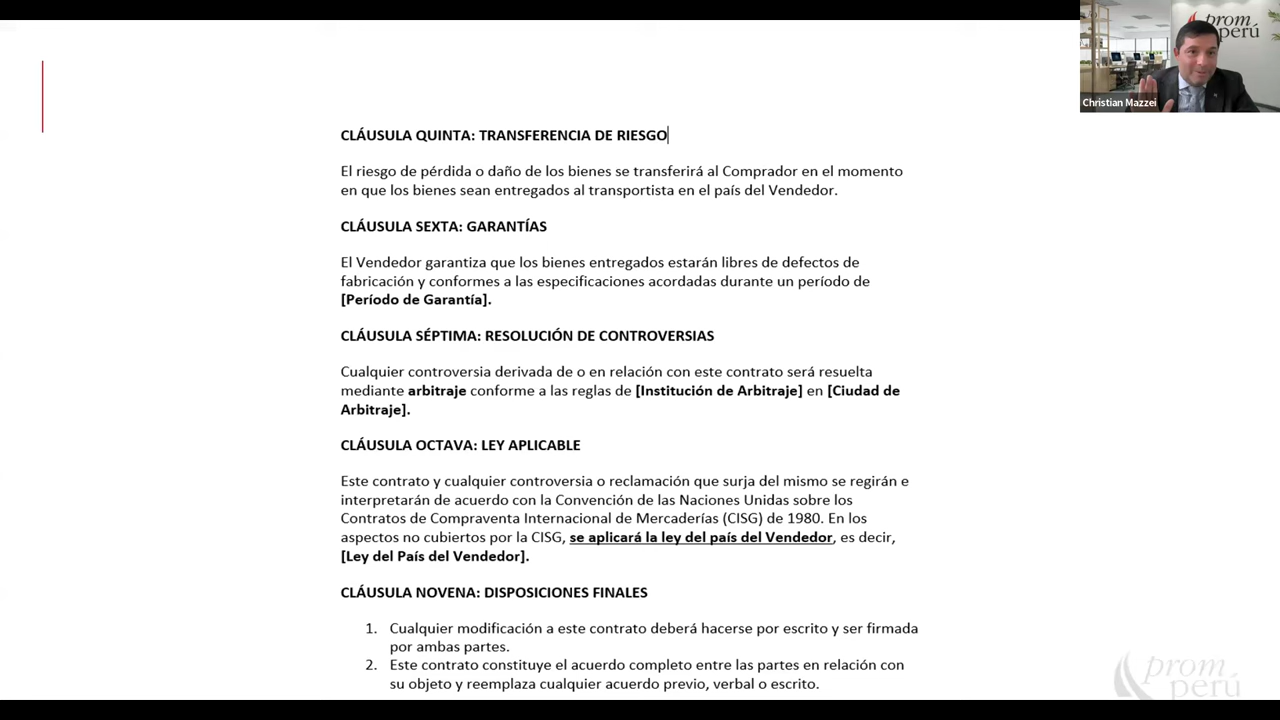 prom
perú
Christian Mazzei
CLÁUSULA QUINTA: TRANSFERENCIA DE RIESGO
El riesgo de pérdida o daño de los bienes se transferirá al Comprador en el momento
en que los bienes sean entregados al transportista en el país del Vendedor.
CLÁUSULA SEXTA: GARANTÍAS
El Vendedor garantiza que los bienes entregados estarán libres de defectos de
fabricación y conformes a las especificaciones acordadas durante un período de
[Período de Garantía].
CLÁUSULA SÉPTIMA: RESOLUCIÓN DE CONTROVERSIAS
Cualquier controversia derivada de o en relación con este contrato será resuelta
mediante arbitraje conforme a las reglas de [Institución de Arbitraje] en [Ciudad de
Arbitraje].
CLÁUSULA OCTAVA: LEY APLICABLE
Este contrato y cualquier controversia o reclamación que surja del mismo se regirán e
interpretarán de acuerdo con la Convención de las Naciones Unidas sobre los
Contratos de Compraventa Internacional de Mercaderías (CISG) de 1980. En los
aspectos no cubiertos por la CISG, se aplicará la ley del país del Vendedor, es decir,
[Ley del País del Vendedor].
CLÁUSULA NOVENA: DISPOSICIONES FINALES
1. Cualquier modificación a este contrato deberá hacerse por escrito y ser firmada
por ambas partes.
2. Este contrato constituye el acuerdo completo entre las partes en relación con
su objeto y reemplaza cualquier acuerdo previo, verbal o escrito.
prom
perú